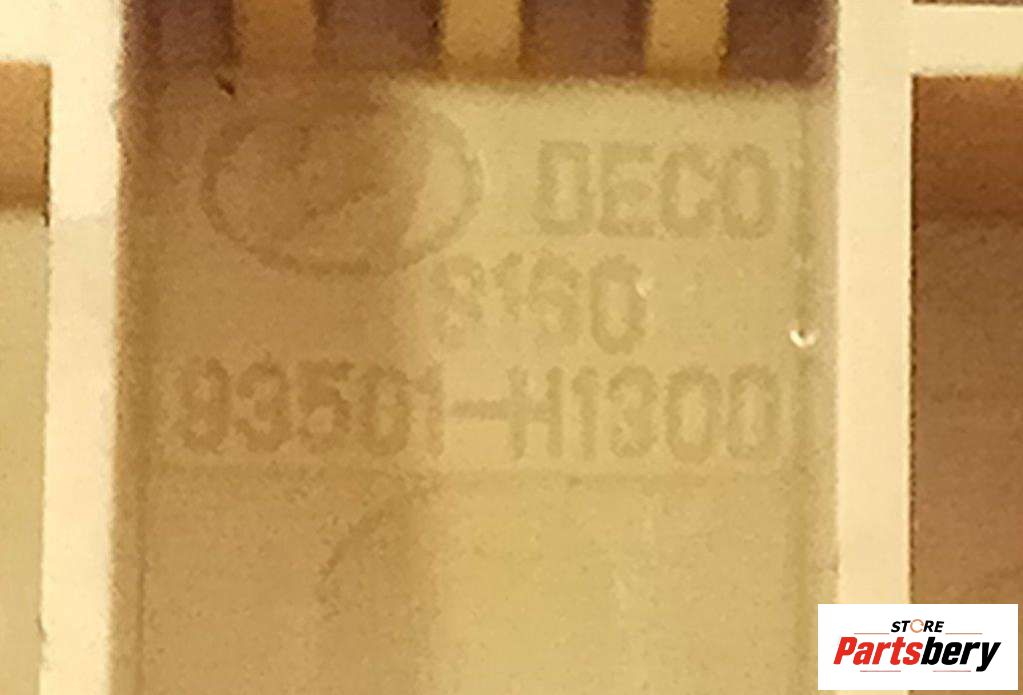 DECO
93501-H1300
STORE
Partsbery